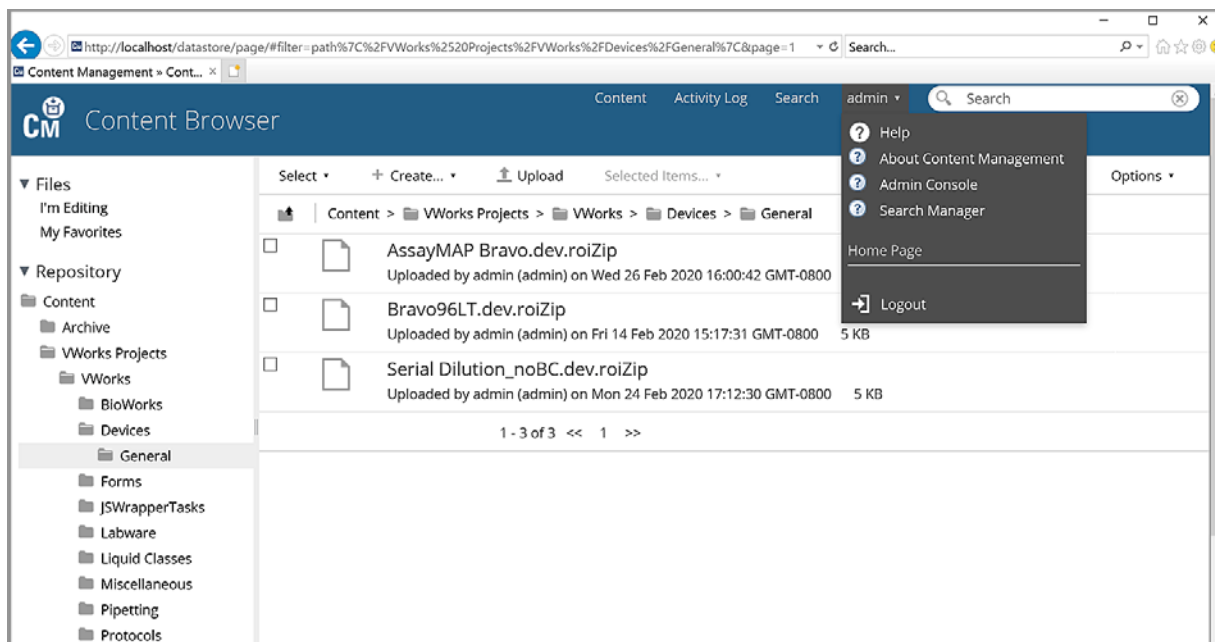 http://localhost/datastore/page/#filter=path%7C%2FVWorks%2520Projects%2FVWorks%2FDevices%2FGeneral%7C&page=1 Search...
Content Management » Cont... ×
CM Content Browser
Content Activity Log Search admin Search
Help
About Content Management
Admin Console
Search Manager
Home Page
Logout
Files
I'm Editing
My Favorites
Repository
Content
Archive
VWorks Projects
VWorks
BioWorks
Devices
General
Forms
JSWrapperTasks
Labware
Liquid Classes
Miscellaneous
Pipetting
Protocols
Select + Create... Upload Selected Items... Options
Content > VWorks Projects > VWorks > Devices > General
AssayMAP Bravo.dev.roiZip
Uploaded by admin (admin) on Wed 26 Feb 2020 16:00:42 GMT-0800
Bravo96LT.dev.roiZip
Uploaded by admin (admin) on Fri 14 Feb 2020 15:17:31 GMT-0800 5 KB
Serial Dilution_noBC.dev.roiZip
Uploaded by admin (admin) on Mon 24 Feb 2020 17:12:30 GMT-0800 5 KB
1 - 3 of 3 << 1 >>